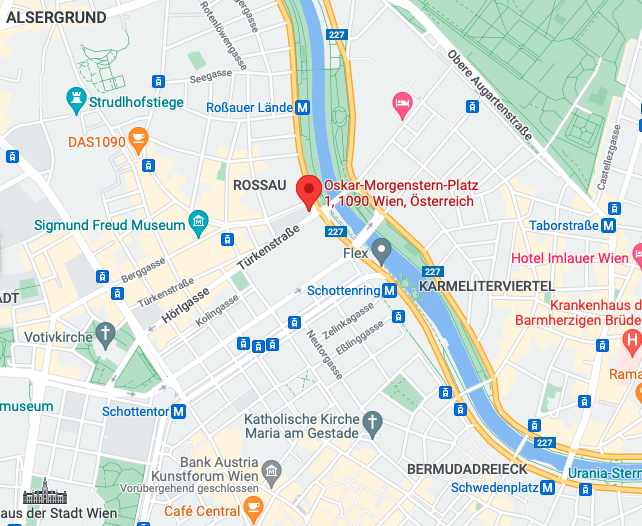 ALSERGRUND
Rotenlöwengasse
227
Seegasse
Obere Augartenstraße
Strudlhofstiege
Roßauer Lände
M
DAS1090
Castellezgasse
ROSSAU
Oskar-Morgenstern-Platz
1, 1090 Wien, Österreich
Sigmund Freud Museum
Taborstraße
M
227
Türkenstraße
Flex
Hotel Imlauer Wien
Berggasse
227
KARMELITERVIERTEL
Türkenstraße
Hörlgasse
Schottenring
M
ADT
Krankenhaus d
Barmherzigen Brüde
Kolingasse
Zelinkagasse
Votivkirche
Eßlinggasse
Neutorgasse
H
Rama
museum
Schottentor
M
Katholische Kirche
Maria am Gestade
227
Bank Austria
Kunstforum Wien
Vorübergehend geschlossen
BERMUDADREIECK
Urania-Stern
Schwedenplatz
M
aus der Stadt Wien
Café Central